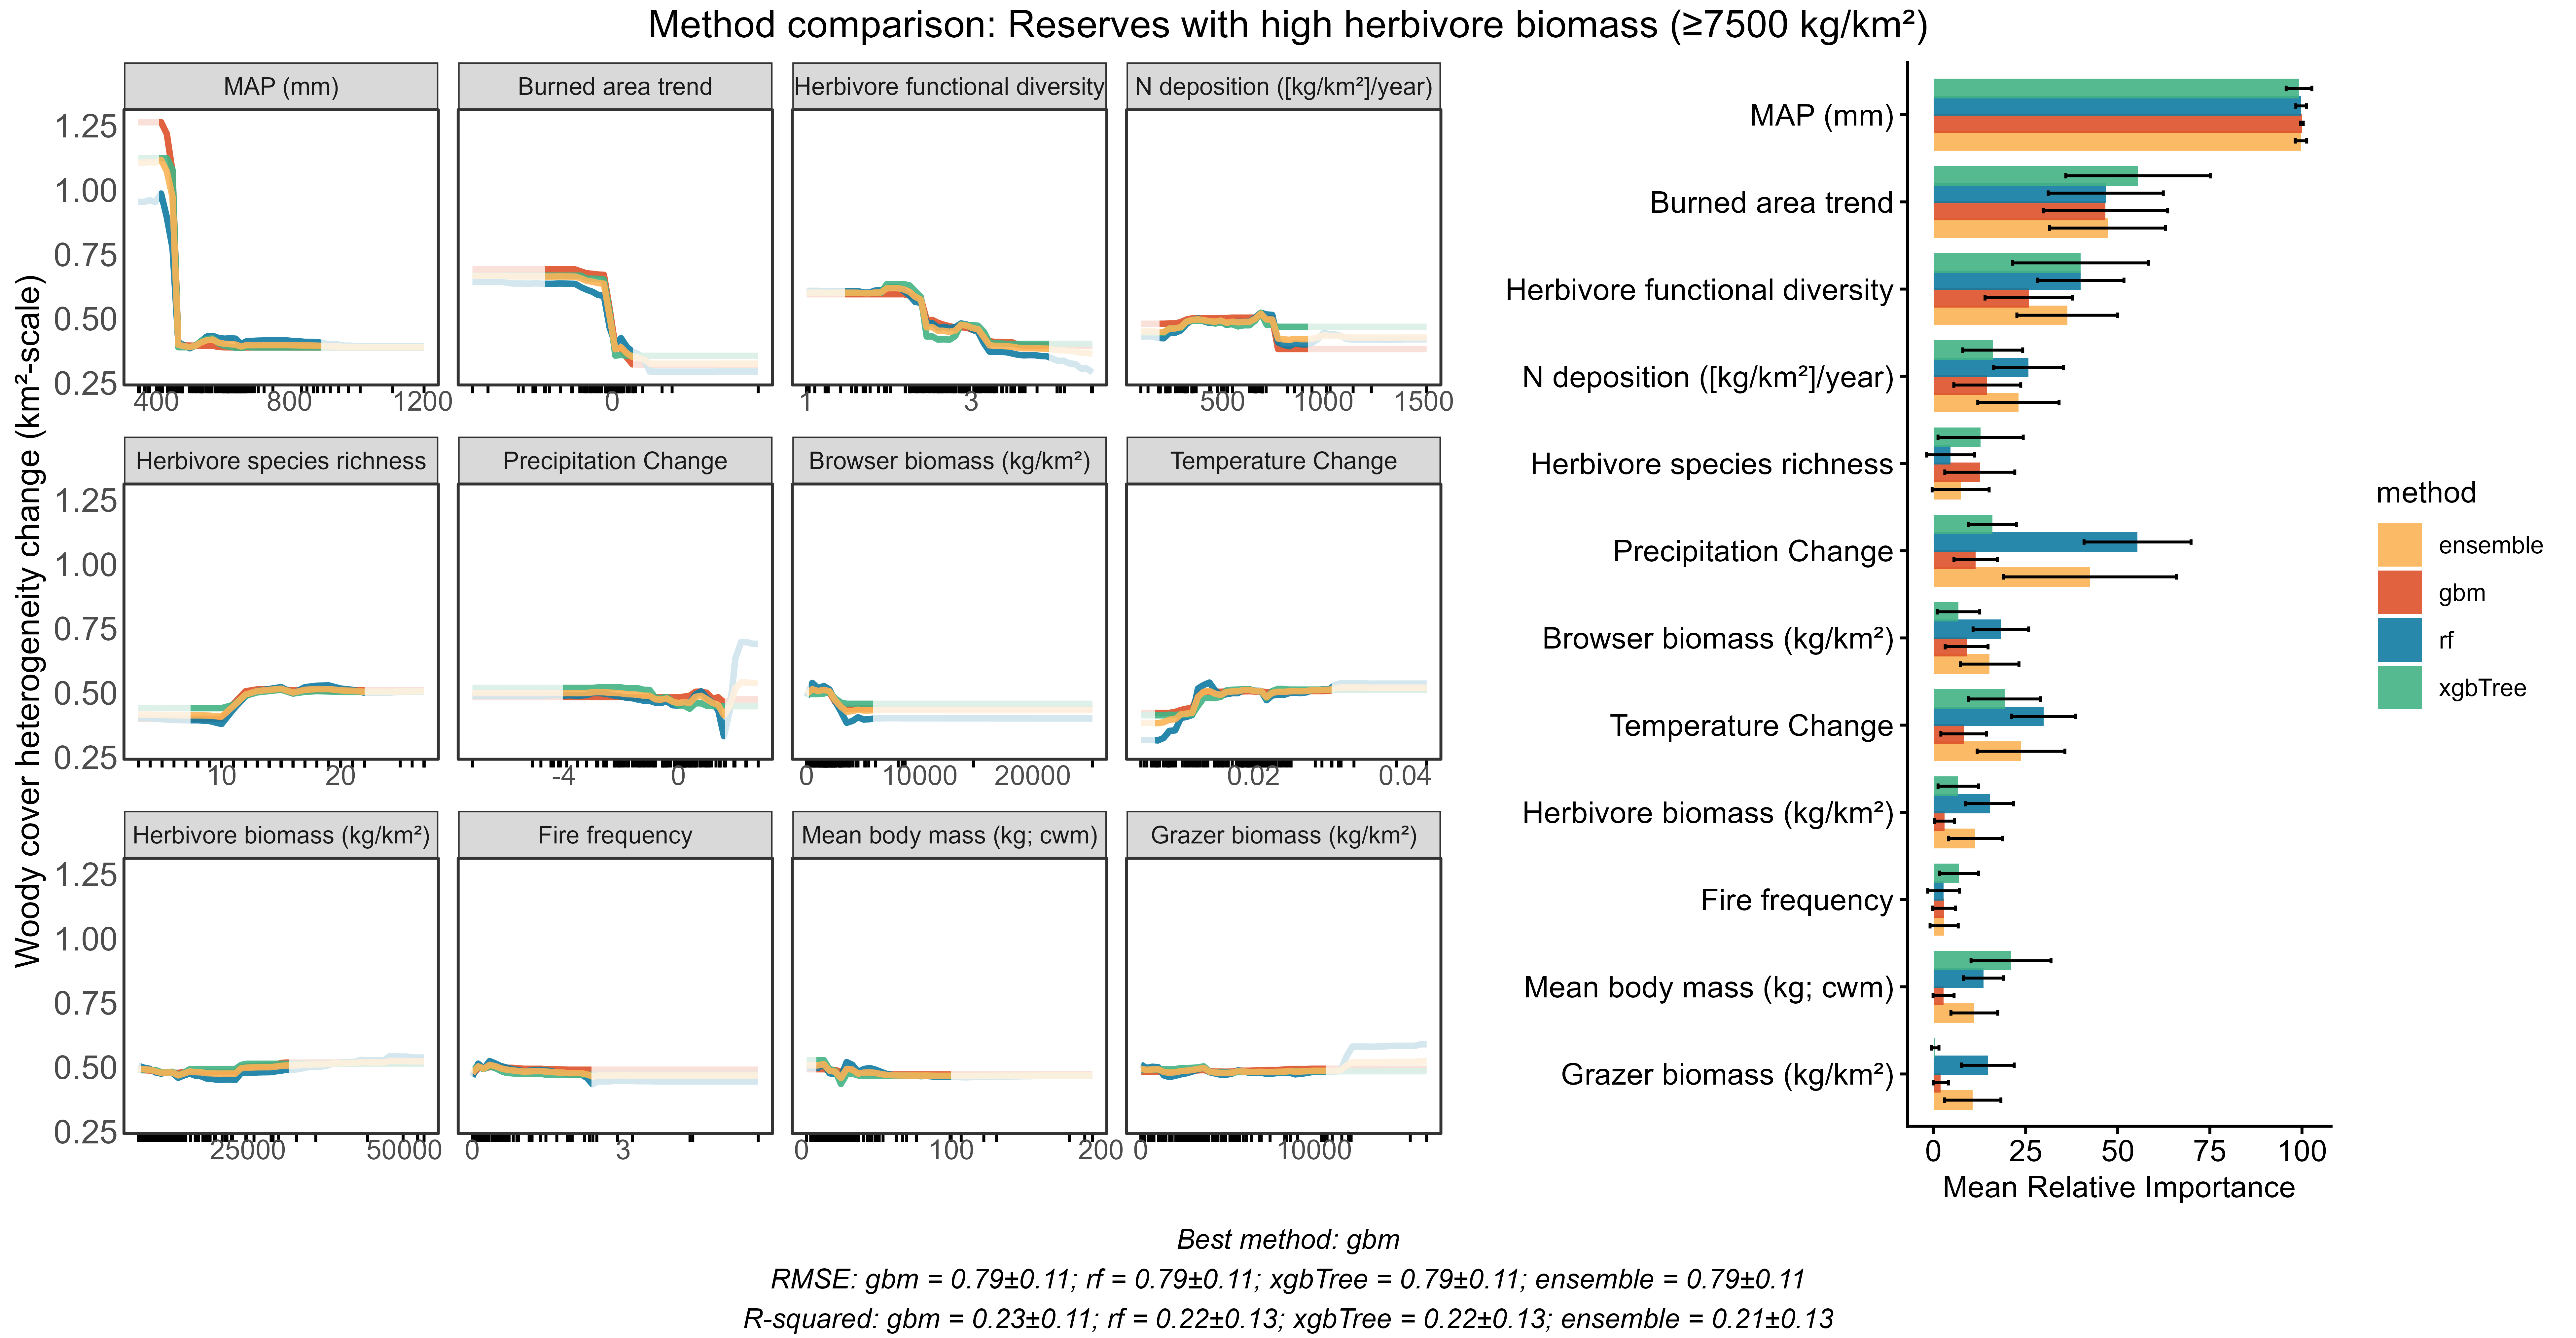 Method comparison: Reserves with high herbivore biomass (≥7500 kg/km²)
Woody cover heterogeneity change (km²-scale)
MAP (mm)
Burned area trend
Herbivore functional diversity
N deposition ([kg/km²]/year)
1.25
1.00
0.75
0.50
0.25
400 800 1200
0
1 3
500 1000 1500
Herbivore species richness
Precipitation Change
Browser biomass (kg/km²)
Temperature Change
1.25
1.00
0.75
0.50
0.25
10 20
-4 0
0 10000 20000
0.02 0.04
Herbivore biomass (kg/km²)
Fire frequency
Mean body mass (kg; cwm)
Grazer biomass (kg/km²)
1.25
1.00
0.75
0.50
0.25
25000 50000
0 3
0 100 200
0 10000
MAP (mm)
Burned area trend
Herbivore functional diversity
N deposition ([kg/km²]/year)
Herbivore species richness
Precipitation Change
Browser biomass (kg/km²)
Temperature Change
Herbivore biomass (kg/km²)
Fire frequency
Mean body mass (kg; cwm)
Grazer biomass (kg/km²)
0 25 50 75 100
Mean Relative Importance
method
ensemble
gbm
rf
xgbTree
Best method: gbm
RMSE: gbm = 0.79±0.11; rf = 0.79±0.11; xgbTree = 0.79±0.11; ensemble = 0.79±0.11
R-squared: gbm = 0.23±0.11; rf = 0.22±0.13; xgbTree = 0.22±0.13; ensemble = 0.21±0.13